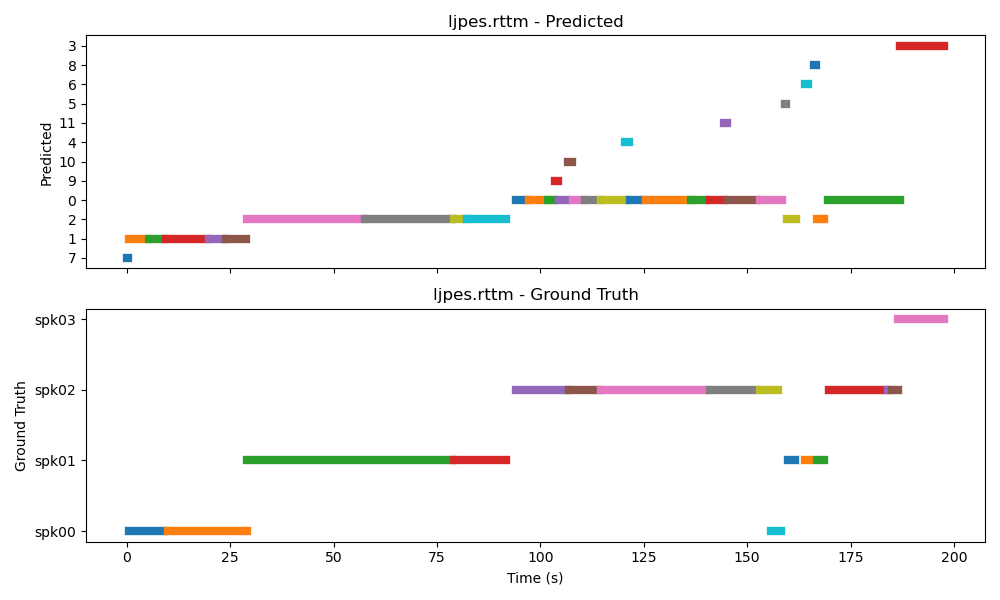 ljpes.rttm - Predicted
Predicted
3
8
6
5
11
4
10
9
0
2
1
7
ljpes.rttm - Ground Truth
Ground Truth
spk03
spk02
spk01
spk00
0 25 50 75 100 125 150 175 200
Time (s)